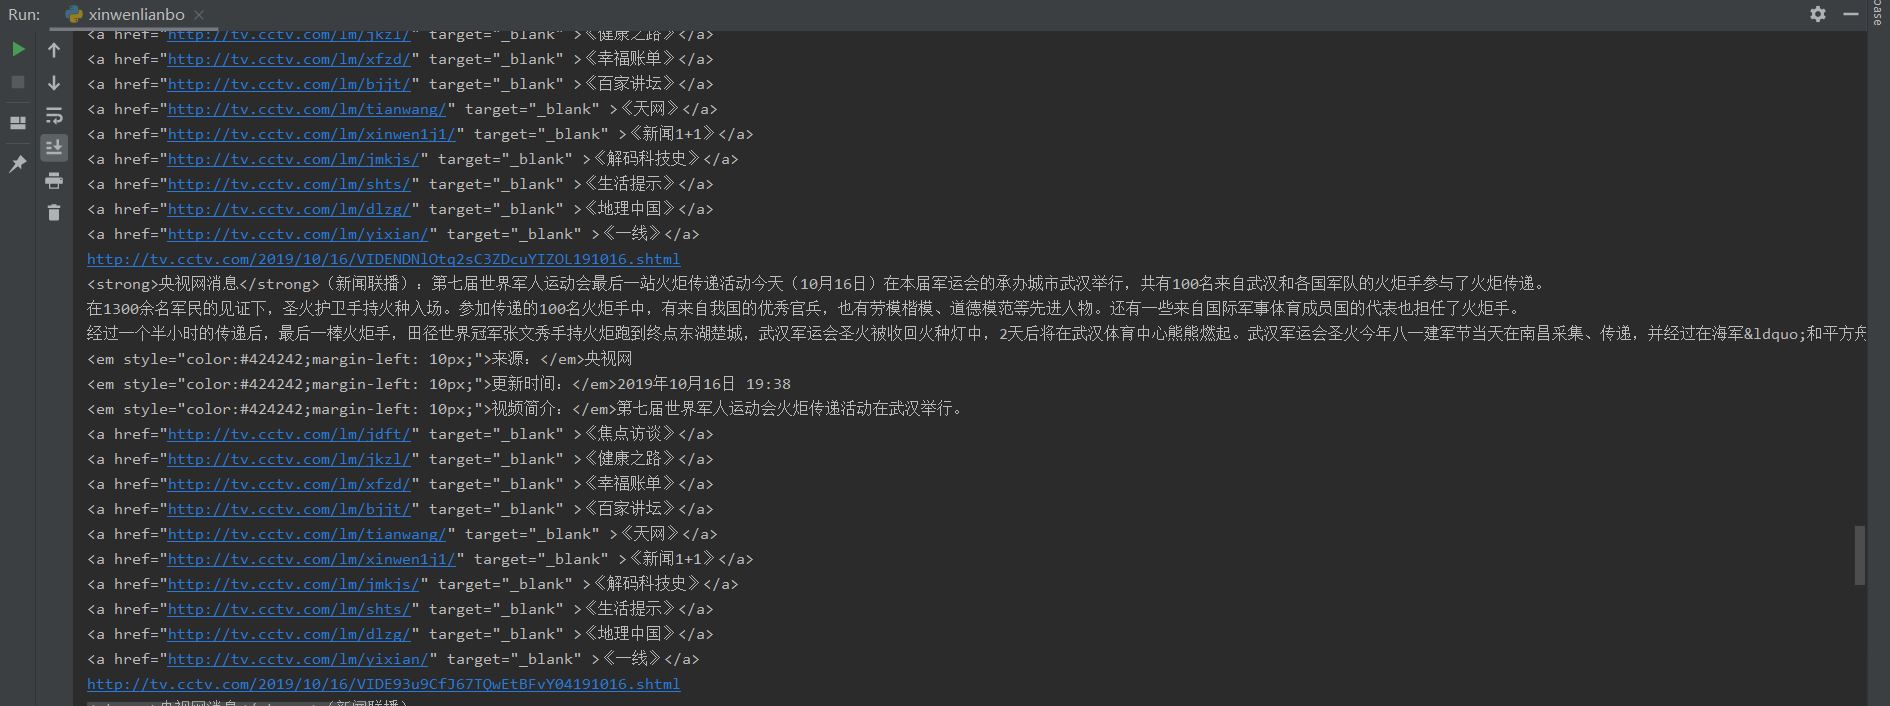 Run: xinwenlianbo
<a href="http://tv.cctv.com/lm/jkzl/" target="_blank" >《健康之路》</a>
<a href="http://tv.cctv.com/lm/xfzd/" target="_blank" >《幸福账单》</a>
<a href="http://tv.cctv.com/lm/bjjt/" target="_blank" >《百家讲坛》</a>
<a href="http://tv.cctv.com/lm/tianwang/" target="_blank" >《天网》</a>
<a href="http://tv.cctv.com/lm/xinwen1j1/" target="_blank" >《新闻1+1》</a>
<a href="http://tv.cctv.com/lm/jmkjs/" target="_blank" >《解码科技史》</a>
<a href="http://tv.cctv.com/lm/shts/" target="_blank" >《生活提示》</a>
<a href="http://tv.cctv.com/lm/dlzg/" target="_blank" >《地理中国》</a>
<a href="http://tv.cctv.com/lm/yixian/" target="_blank" >《一线》</a>
http://tv.cctv.com/2019/10/16/VIDENDNlOtq2sC3ZDcuYIZOL191016.shtml
<strong>央视网消息</strong>（新闻联播）：第七届世界军人运动会最后一站火炬传递活动今天（10月16日）在本届军运会的承办城市武汉举行，共有100名来自武汉和各国军队的火炬手参与了火炬传递。
在1300余名军民的见证下，圣火护卫手持火种入场。参加传递的100名火炬手中，有来自我国的优秀官兵，也有劳模楷模、道德模范等先进人物。还有一些来自国际军事体育成员国的代表也担任了火炬手。
经过一个半小时的传递后，最后一棒火炬手，田径世界冠军张文秀手持火炬跑到终点东湖楚城，武汉军运会圣火被收回火种灯中，2天后将在武汉体育中心熊熊燃起。武汉军运会圣火今年八一建军节当天在南昌采集、传递，并经过在海军&ldquo;和平方舟
<em style="color:#424242;margin-left: 10px;">来源：</em>央视网
<em style="color:#424242;margin-left: 10px;">更新时间：</em>2019年10月16日 19:38
<em style="color:#424242;margin-left: 10px;">视频简介：</em>第七届世界军人运动会火炬传递活动在武汉举行。
<a href="http://tv.cctv.com/lm/jdft/" target="_blank" >《焦点访谈》</a>
<a href="http://tv.cctv.com/lm/jkzl/" target="_blank" >《健康之路》</a>
<a href="http://tv.cctv.com/lm/xfzd/" target="_blank" >《幸福账单》</a>
<a href="http://tv.cctv.com/lm/bjjt/" target="_blank" >《百家讲坛》</a>
<a href="http://tv.cctv.com/lm/tianwang/" target="_blank" >《天网》</a>
<a href="http://tv.cctv.com/lm/xinwen1j1/" target="_blank" >《新闻1+1》</a>
<a href="http://tv.cctv.com/lm/jmkjs/" target="_blank" >《解码科技史》</a>
<a href="http://tv.cctv.com/lm/shts/" target="_blank" >《生活提示》</a>
<a href="http://tv.cctv.com/lm/dlzg/" target="_blank" >《地理中国》</a>
<a href="http://tv.cctv.com/lm/yixian/" target="_blank" >《一线》</a>
http://tv.cctv.com/2019/10/16/VIDE93u9CfJ67TQwEtBFvY04191016.shtml